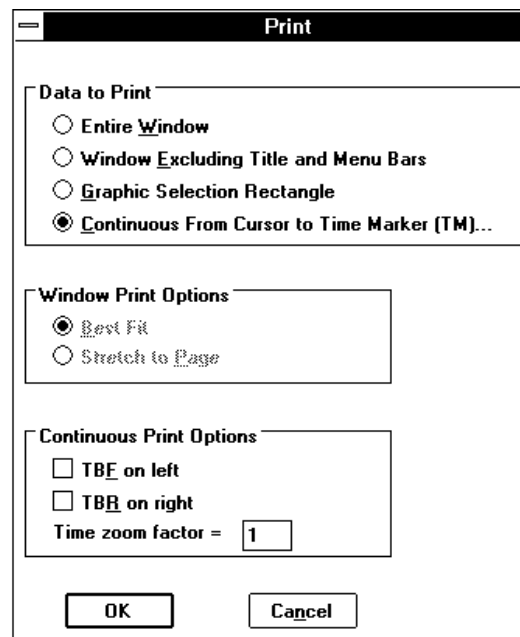 Print
Data to Print
Entire Window
Window Excluding Title and Menu Bars
Graphic Selection Rectangle
Continuous From Cursor to Time Marker (TM)...
Window Print Options
Best Fit
Stretch to Page
Continuous Print Options
TBF on left
TBR on right
Time zoom factor = 1
OK Cancel